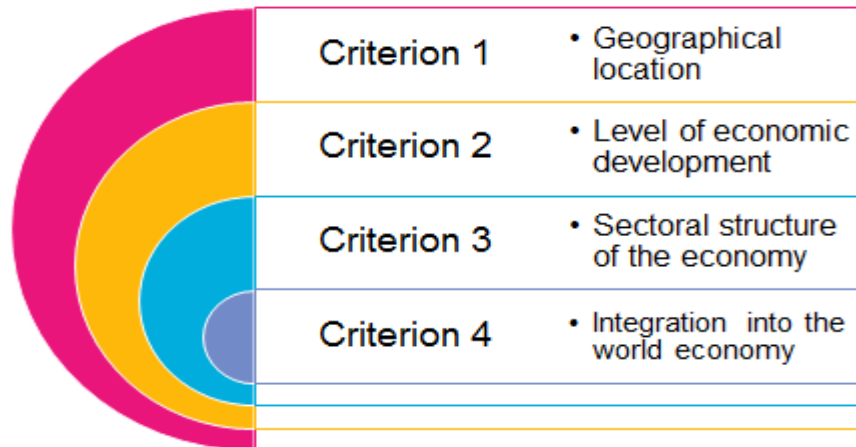 Criterion 1
• Geographical
location
Criterion 2
• Level of economic
development
Criterion 3
• Sectoral structure
of the economy
Criterion 4
• Integration into the
world economy